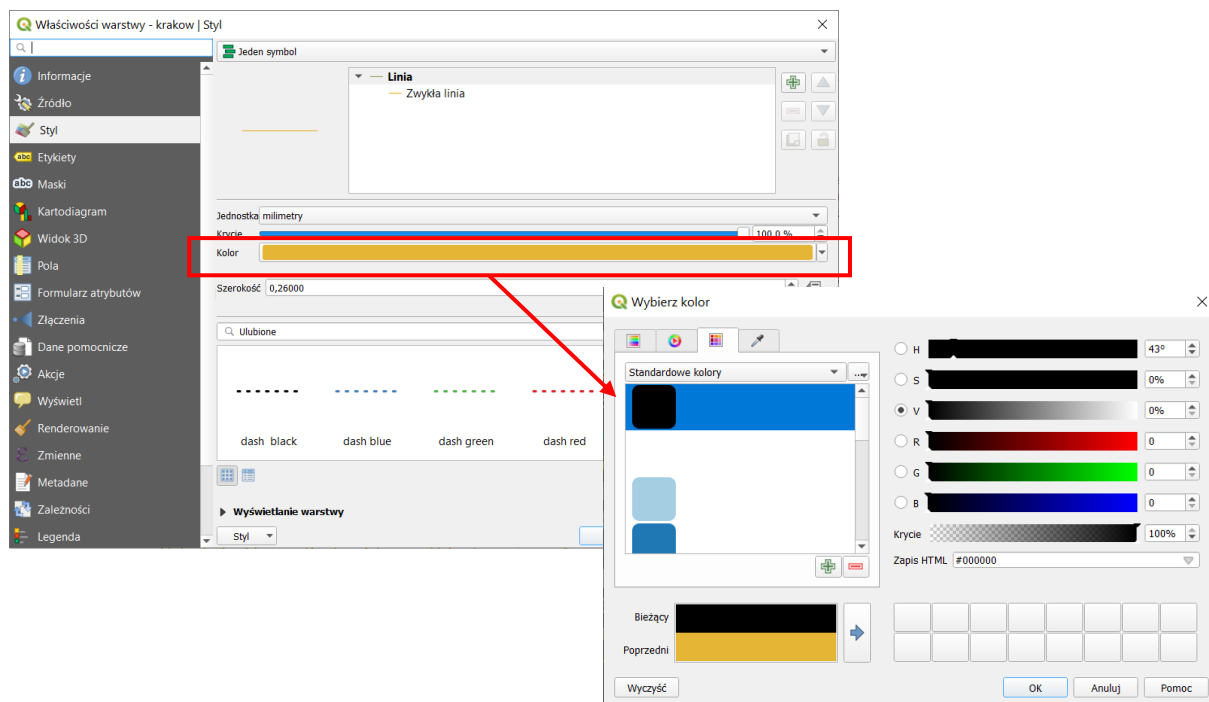 Właściwości warstwy - krakow | Styl
Jeden symbol
Informacje
Źródło
Styl
abc Etykiety
abc Maski
Kartodiagram
Widok 3D
Pola
Formularz atrybutów
Złączenia
Dane pomocnicze
Akcje
Wyświetl
Renderowanie
Zmienne
Metadane
Zależności
Legenda
Linia
Zwykła linia
Jednostka milimetry
Krycie 100,0 %
Kolor
Szerokość 0,26000
Ulubione
dash black dash blue dash green dash red
Wyświetlanie warstwy
Styl
Wybierz kolor
Standardowe kolory
...
H 43°
S 0%
V 0%
R 0
G 0
B 0
Krycie 100%
Zapis HTML #000000
Bieżący
Poprzedni
Wyczyść
OK Anuluj Pomoc